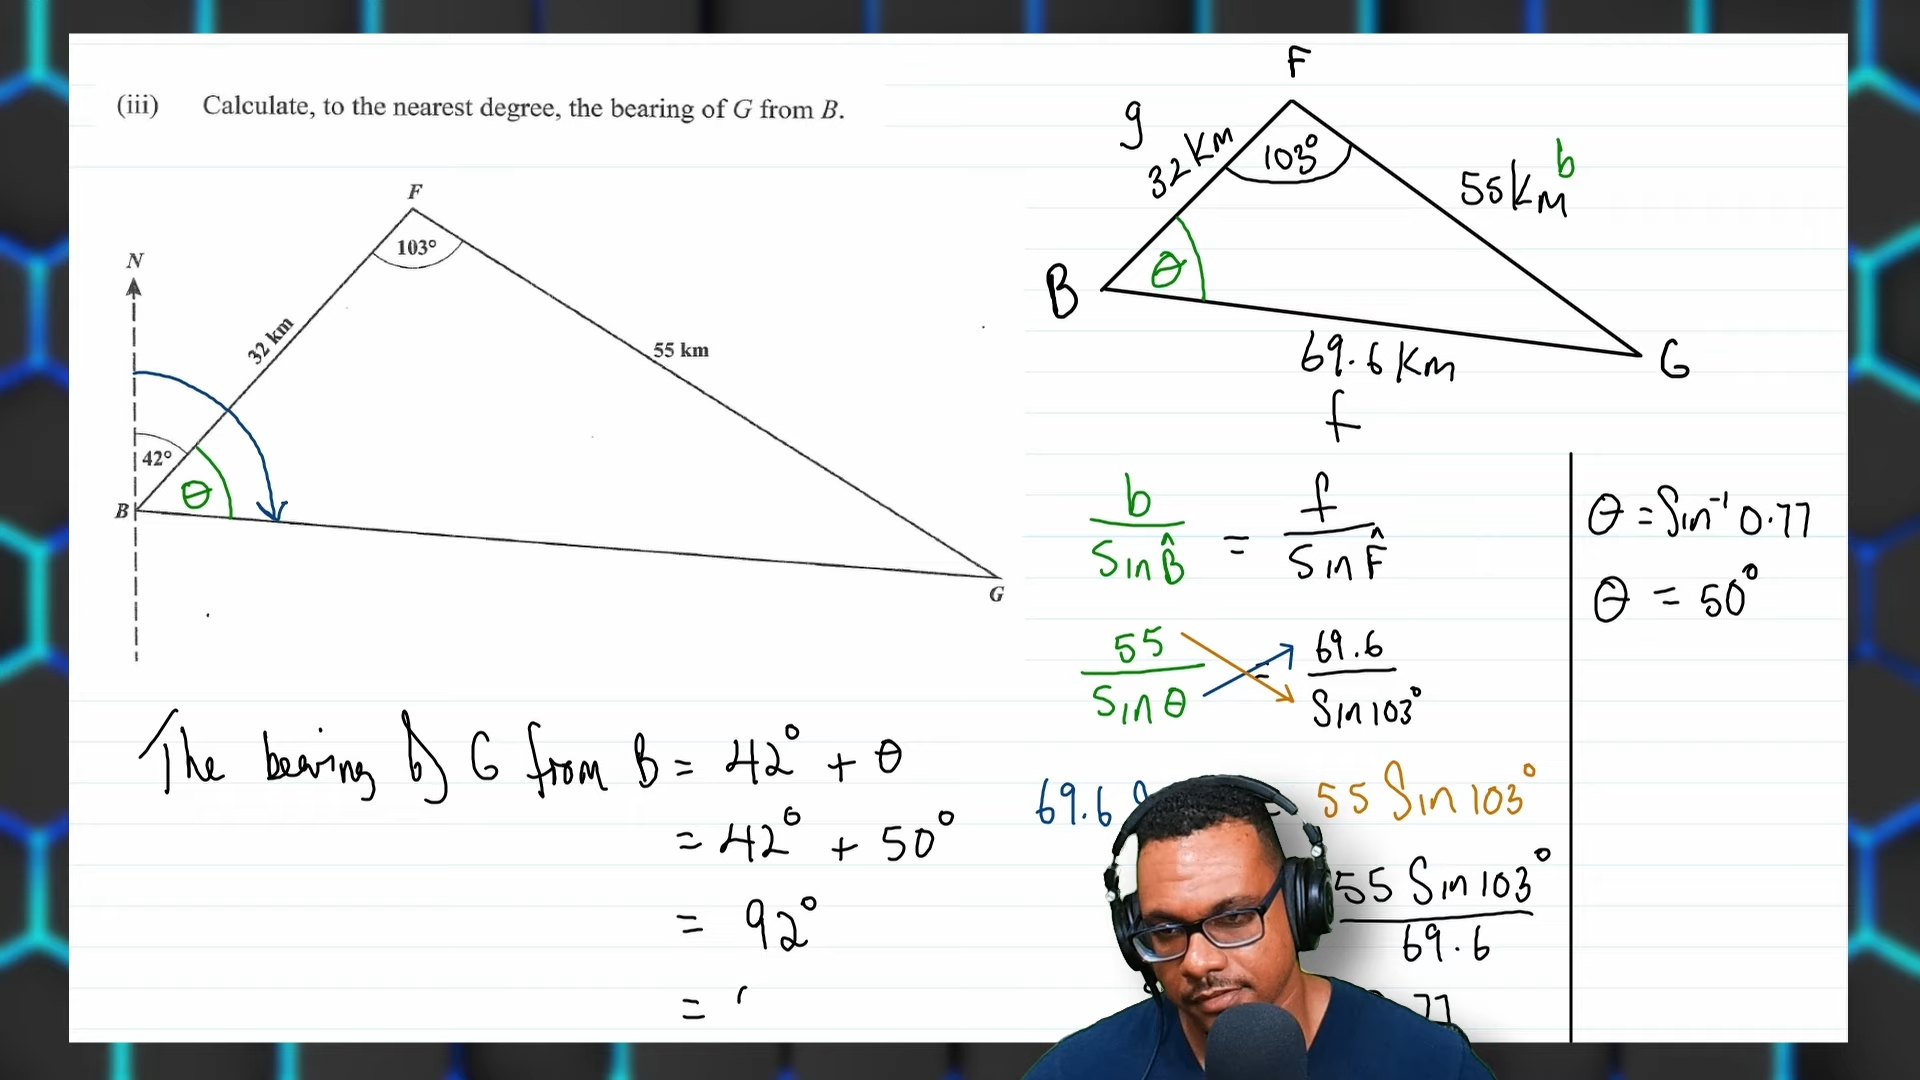 (iii) Calculate, to the nearest degree, the bearing of G from B.
F
103°
N
32 km
55 km
42°
θ
B
G
F
g
32 Km
103°
b
55 Km
θ
B
69.6 Km
G
f
b / Sin B̂ = f / Sin F̂
55 / Sin θ = 69.6 / Sin 103°
69.6 = 55 Sin 103°
55 Sin 103° / 69.6
77
θ = Sin⁻¹ 0.77
θ = 50°
The bearing of G from B = 42° + θ
= 42° + 50°
= 92°
=